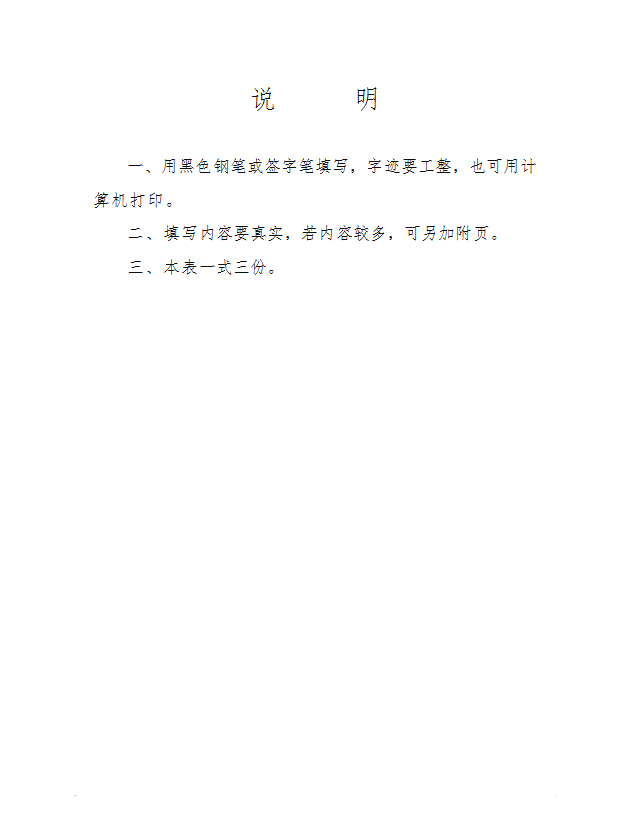 说 明
一、用黑色钢笔或签字笔填写，字迹要工整，也可用计
算机打印。
二、填写内容要真实，若内容较多，可另加附页。
三、本表一式三份。